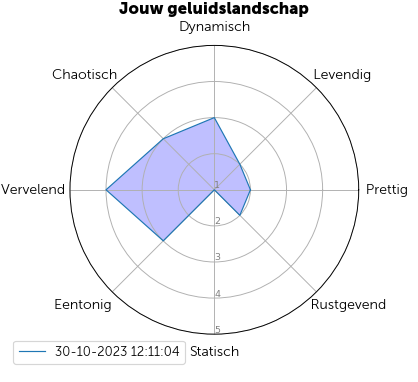 Jouw geluidslandschap
Dynamisch
Chaotisch
Levendig
Vervelend
1
Prettig
2
3
4
Eentonig
Rustgevend
5
30-10-2023 12:11:04
Statisch